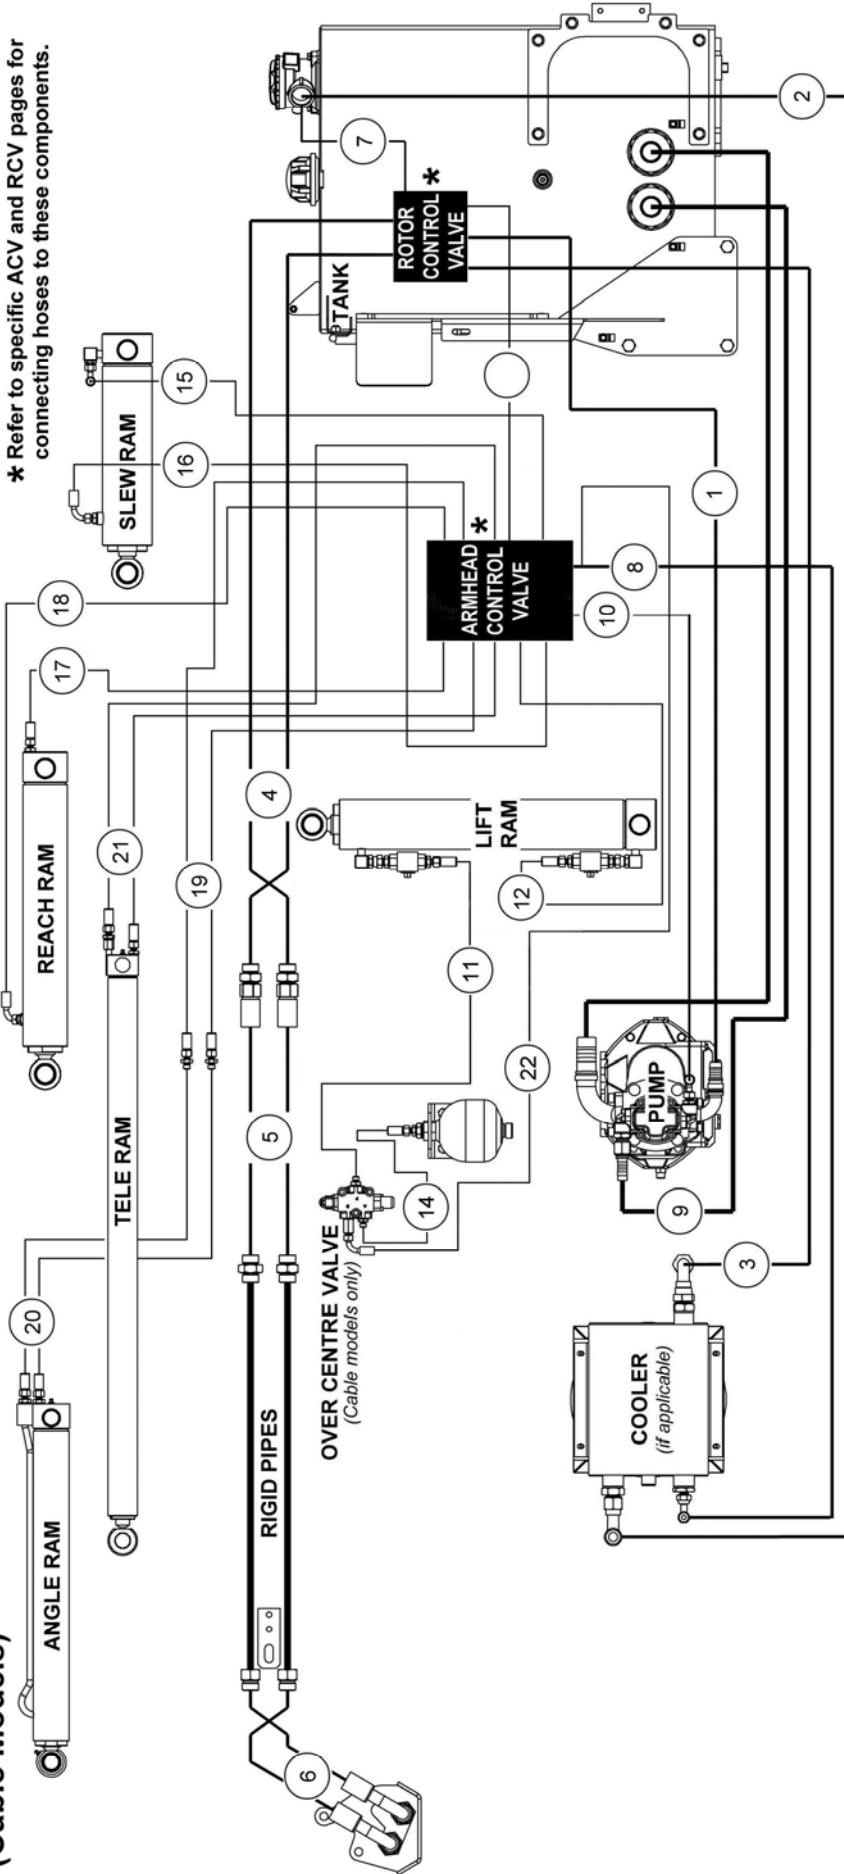 (Cable Models)
* Refer to specific ACV and RCV pages for
connecting hoses to these components.
ANGLE RAM
20
TELE RAM
REACH RAM
17
18
21
19
SLEW RAM
16
15
RIGID PIPES
6
5
4
OVER CENTRE VALVE
(Cable models only)
14
11
22
12
LIFT
RAM
ARMHEAD
CONTROL
VALVE
*
ROTOR
CONTROL
VALVE
*
TANK
7
COOLER
(if applicable)
3
9
PUMP
10
8
1
2